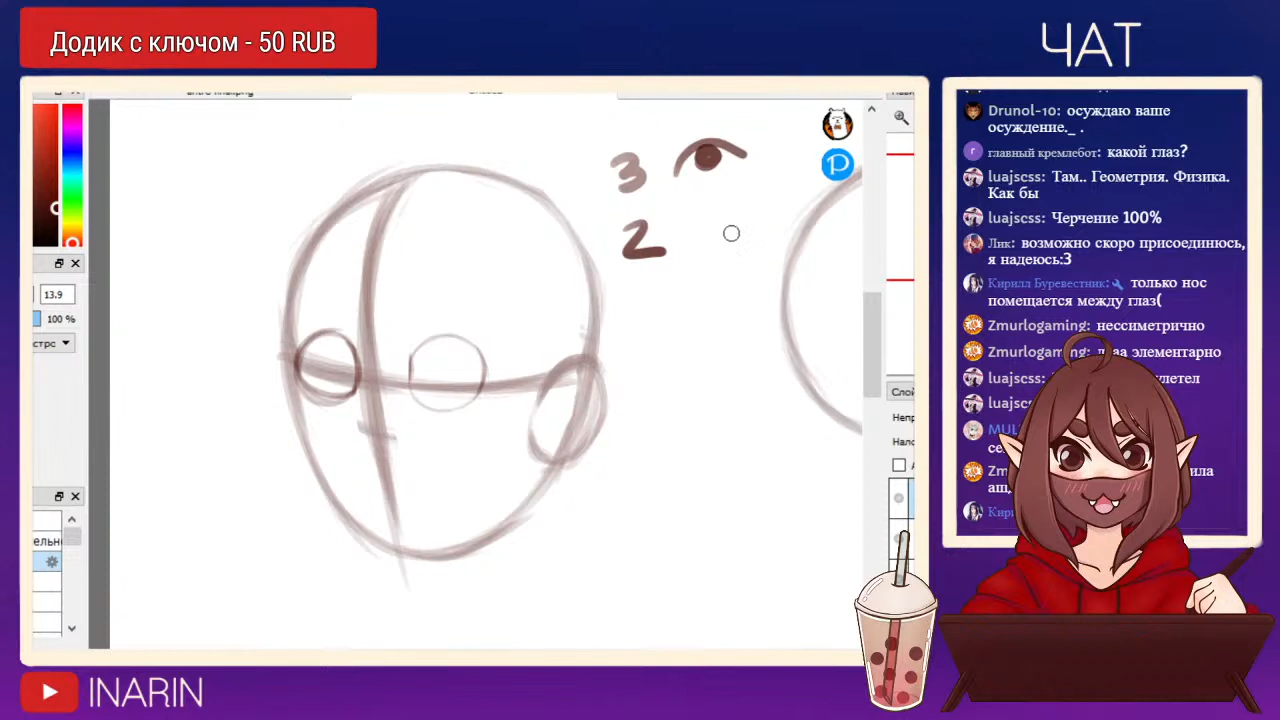 Додик с ключом - 50 RUB
ЧАТ
13.9
100 %
3
2
Drunol-10: осуждаю ваше
осуждение._ .
главный кремлебот: какой глаз?
luajscss: Там.. Геометрия. Физика.
Как бы
luajscss: Черчение 100%
Лик: возможно скоро присоединюсь,
я надеюсь:3
Кирилл Буревестник: только нос
помещается между глаз(
Zmurlogaming: нессиметрично
Zmurlogaming: элементарно
INARIN